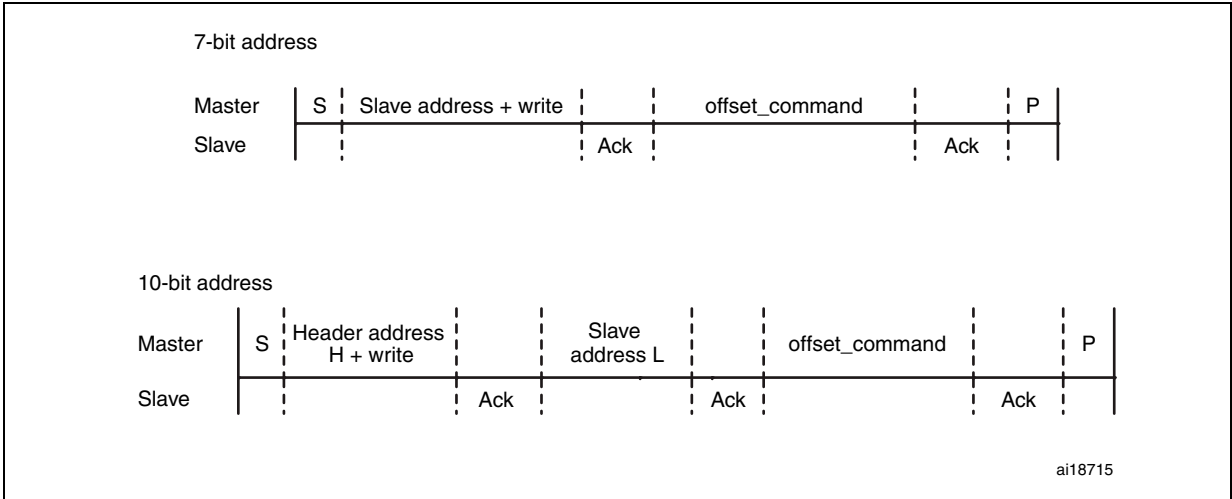 7-bit address
Master S Slave address + write offset_command P
Slave Ack Ack
10-bit address
Master S Header address H + write Slave address L offset_command P
Slave Ack Ack Ack
ai18715